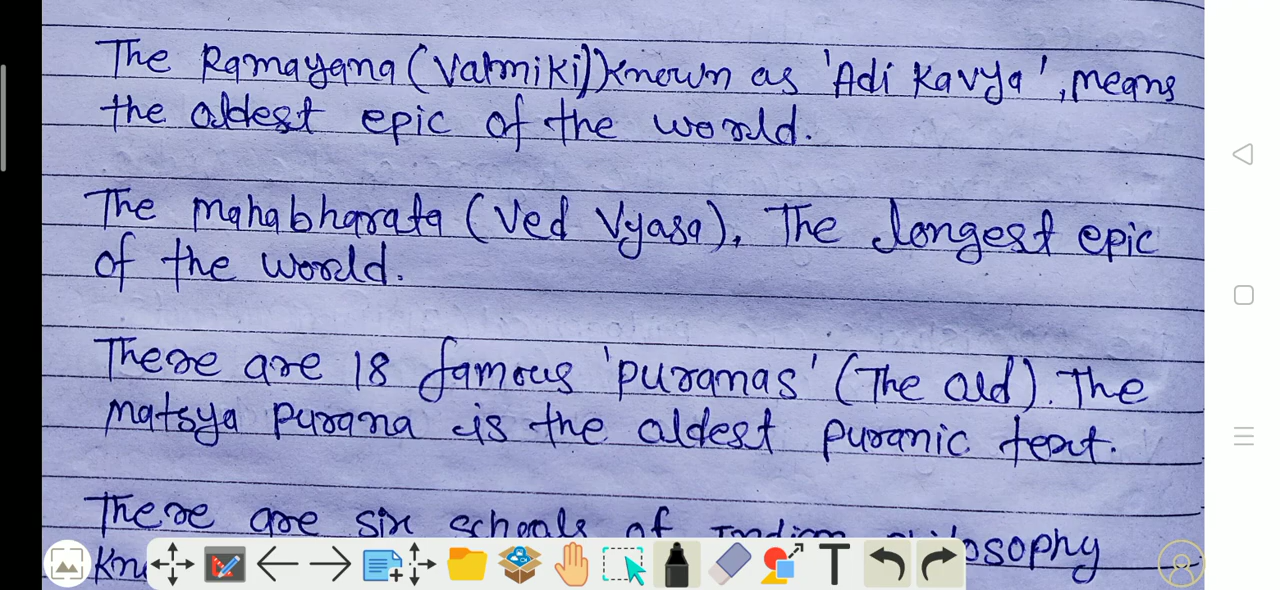 The Ramayana (Valmiki) known as 'Adi Kavya', means
the oldest epic of the world.
The Mahabharata (Ved Vyasa), The longest epic
of the world.
There are 18 famous 'puranas' (The old). The
matsya purana is the oldest puranic text.
There are six schools of Indian philosophy
T